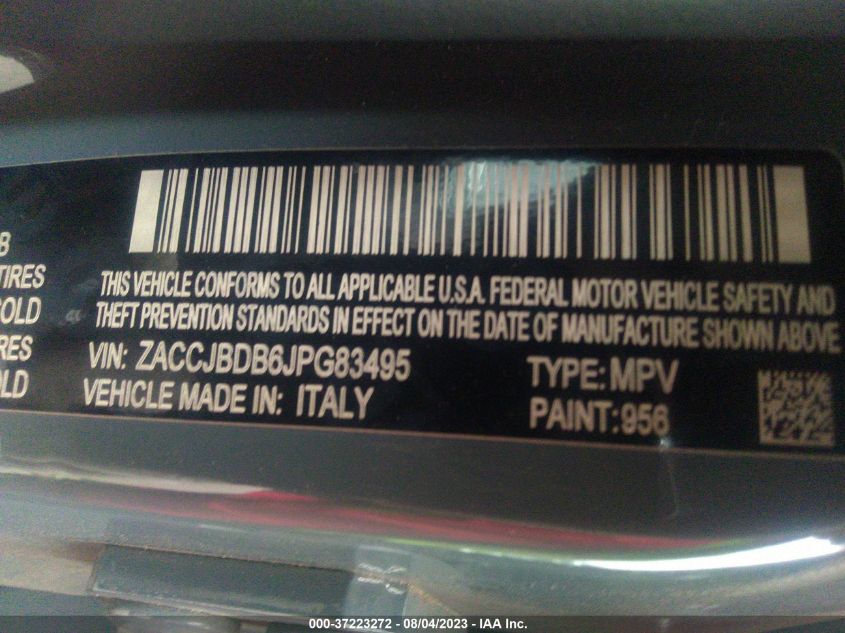 B
TIRES
COLD
RES
LD
THIS VEHICLE CONFORMS TO ALL APPLICABLE U.S.A. FEDERAL MOTOR VEHICLE SAFETY AND
THEFT PREVENTION STANDARDS IN EFFECT ON THE DATE OF MANUFACTURE SHOWN ABOVE
VIN: ZACCJBDB6JPG83495
TYPE: MPV
VEHICLE MADE IN: ITALY
PAINT: 956
000-37223272 - 08/04/2023 - IAA Inc.